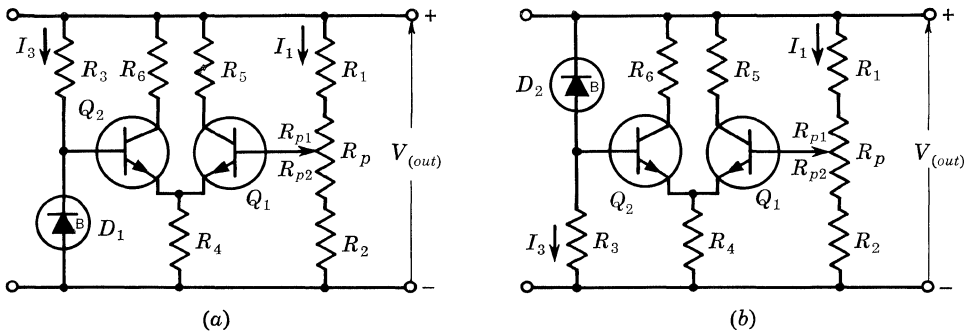 + +
I3 I1 I1
R3 R6 R5 R1 D2 B R6 R5 R1
Q2
Rp1 Rp Rp1 Rp
V(out) V(out)
Rp2 Rp2
B D1 Q1 Q2 Q1
R4 R2 I3 R3 R4 R2
− −
(a) (b)